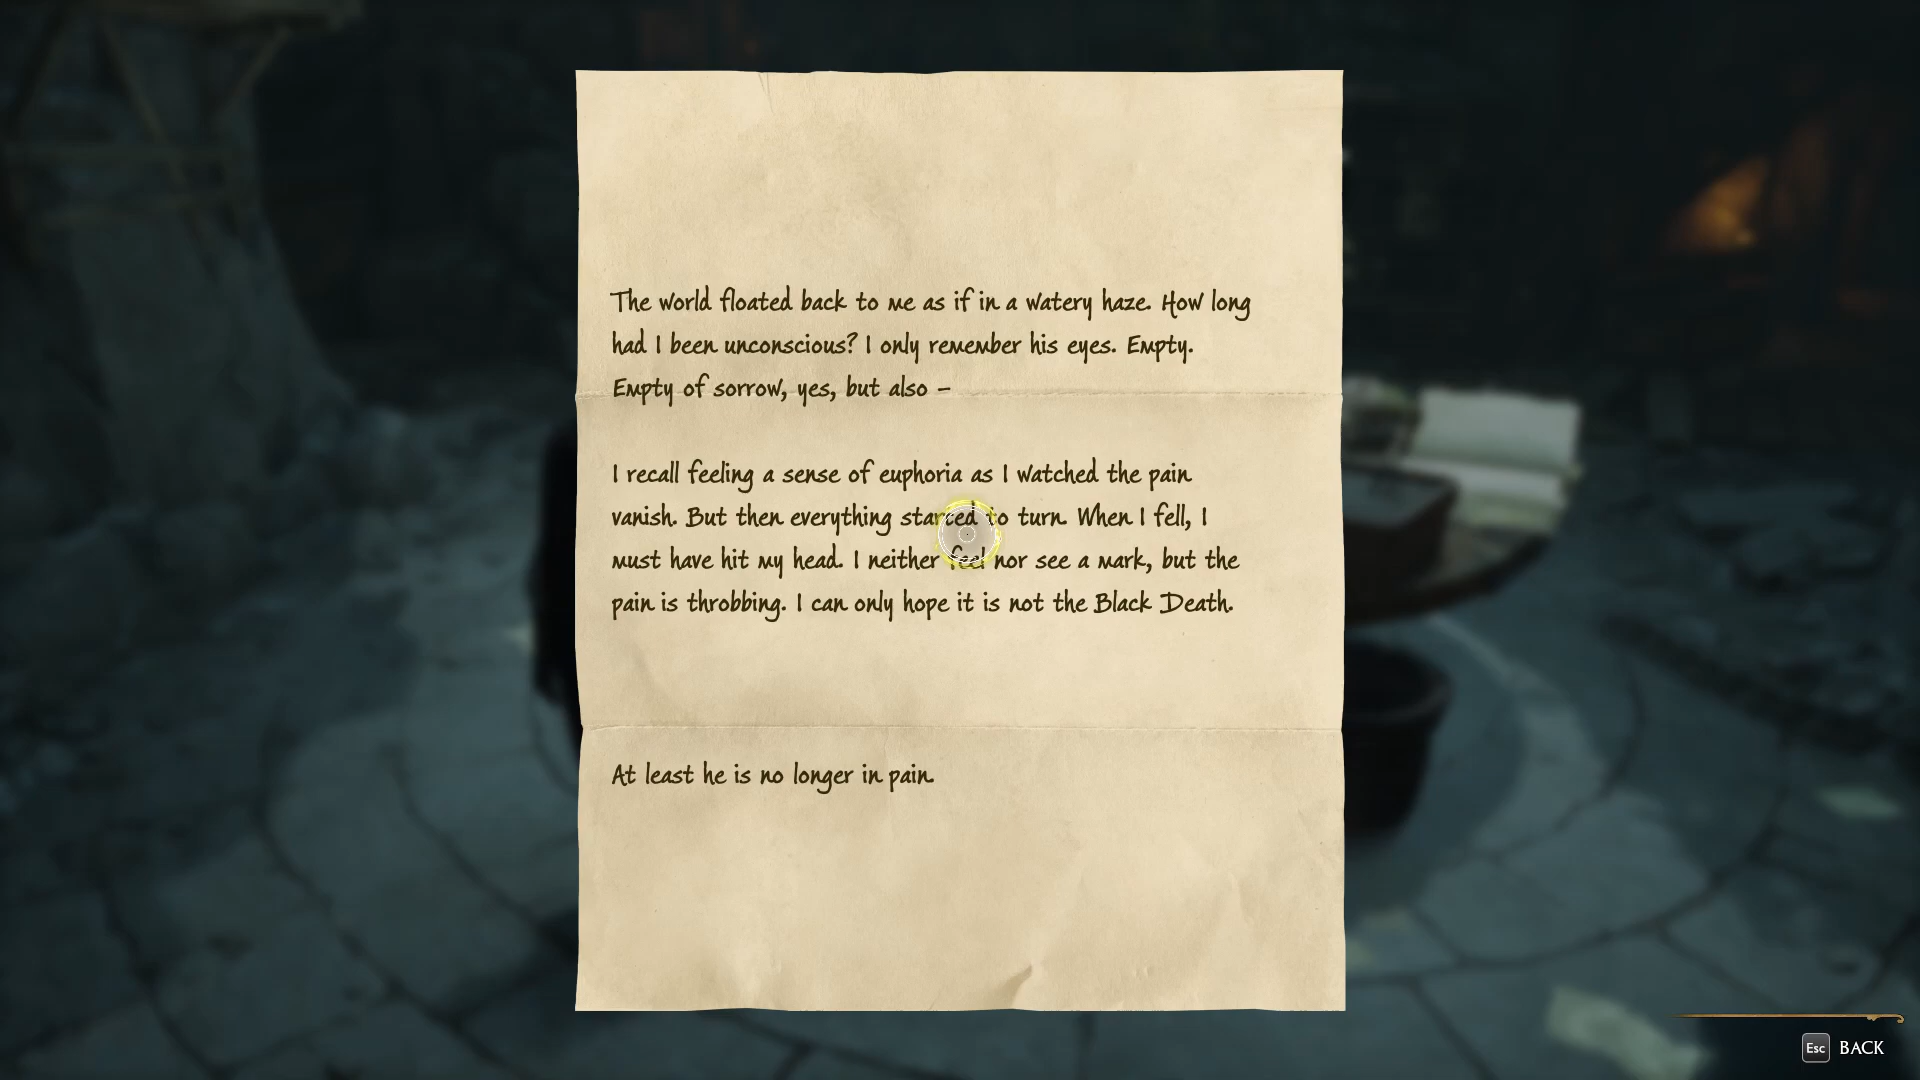 The world floated back to me as if in a watery haze. How long
had I been unconscious? I only remember his eyes. Empty.
Empty of sorrow, yes, but also –
I recall feeling a sense of euphoria as I watched the pain
vanish. But then everything started to turn. When I fell, I
must have hit my head. I neither feel nor see a mark, but the
pain is throbbing. I can only hope it is not the Black Death.
At least he is no longer in pain.
Esc BACK